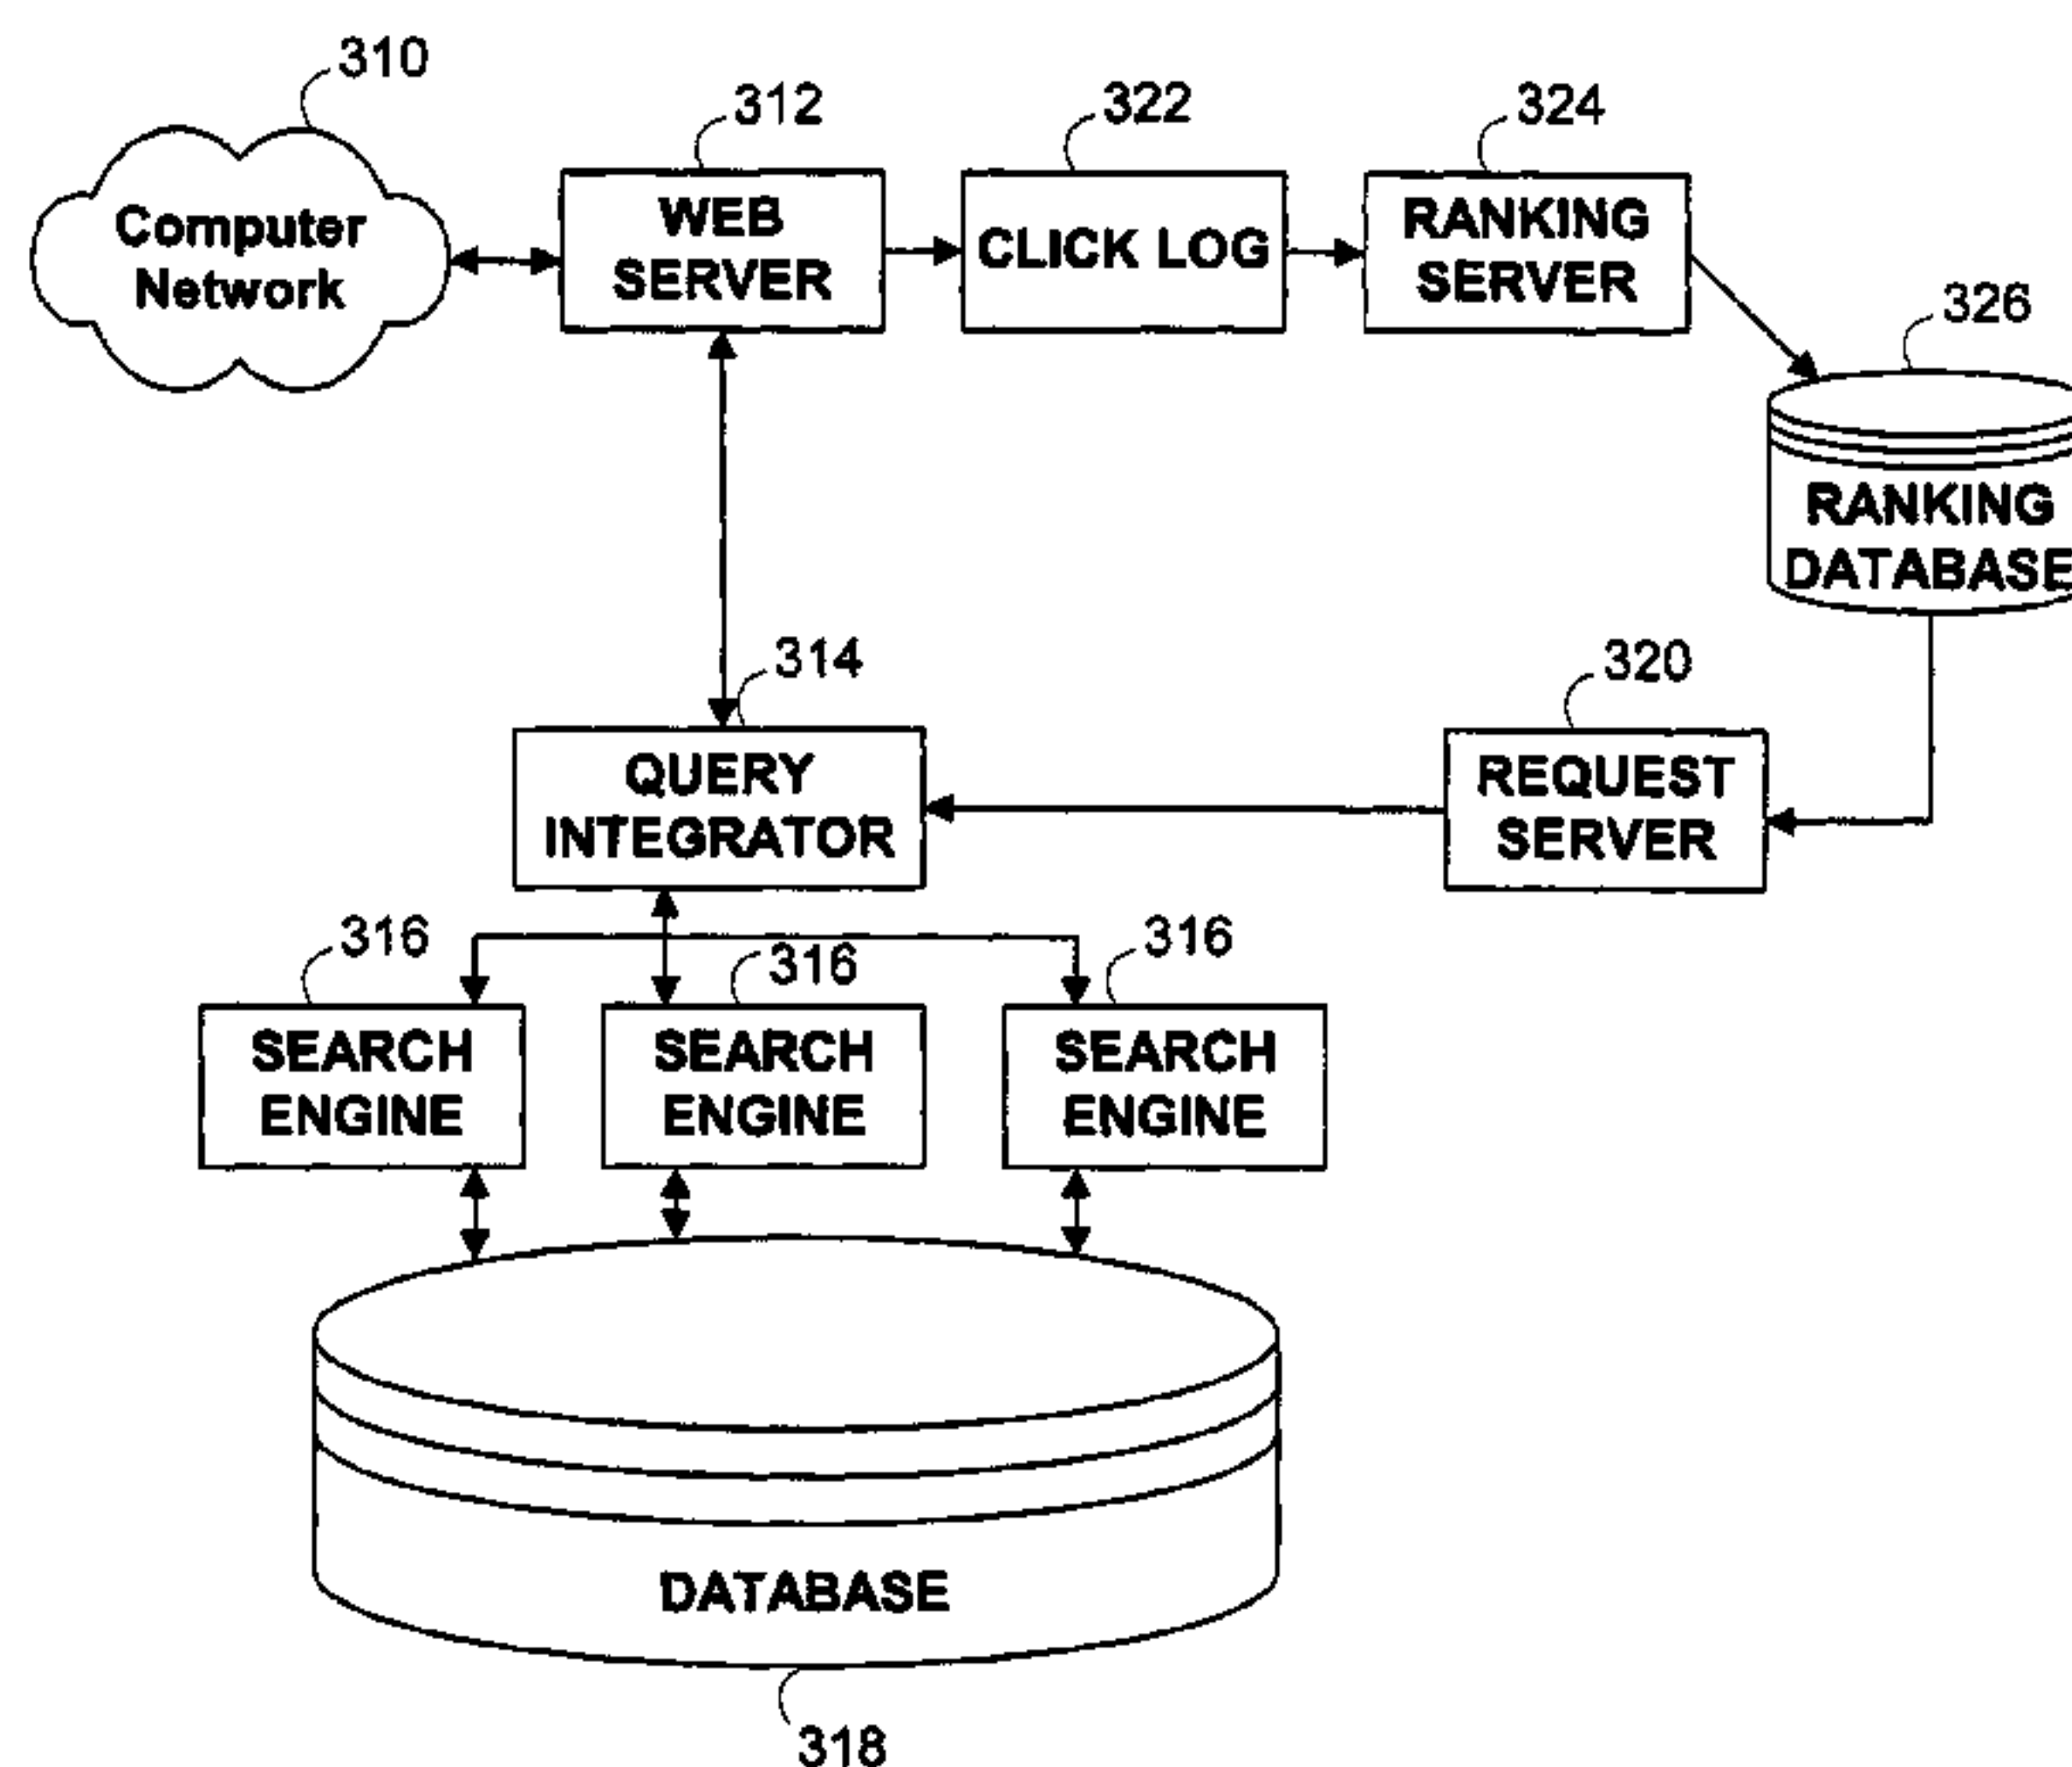 310
312
322
324
Computer
Network
WEB
SERVER
CLICK LOG
RANKING
SERVER
326
RANKING
DATABASE
314
320
QUERY
INTEGRATOR
REQUEST
SERVER
316
316
316
SEARCH
ENGINE
SEARCH
ENGINE
SEARCH
ENGINE
DATABASE
318